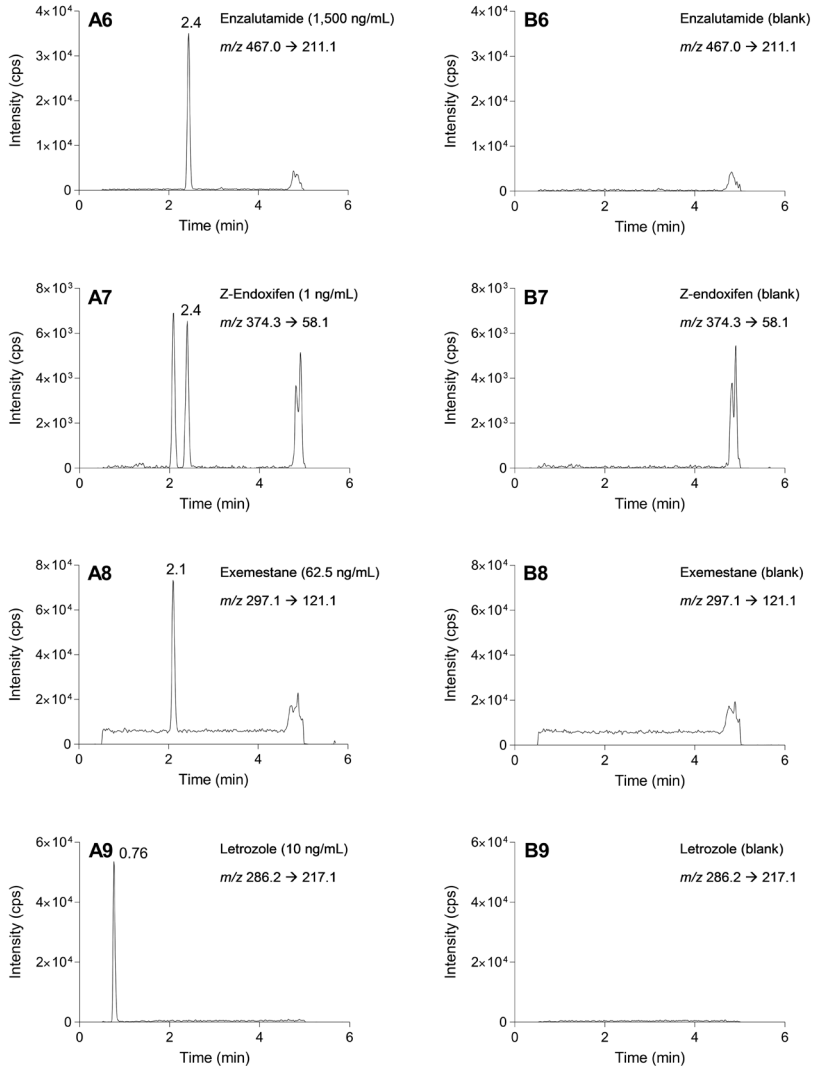 A6
2.4
Enzalutamide (1,500 ng/mL)
m/z 467.0 → 211.1
Intensity (cps)
4×10⁴
3×10⁴
2×10⁴
1×10⁴
0
0 2 4 6
Time (min)
B6
Enzalutamide (blank)
m/z 467.0 → 211.1
Intensity (cps)
4×10⁴
3×10⁴
2×10⁴
1×10⁴
0
0 2 4 6
Time (min)
A7
2.4
Z-Endoxifen (1 ng/mL)
m/z 374.3 → 58.1
Intensity (cps)
8×10³
6×10³
4×10³
2×10³
0
0 2 4 6
Time (min)
B7
Z-endoxifen (blank)
m/z 374.3 → 58.1
Intensity (cps)
8×10³
6×10³
4×10³
2×10³
0
0 2 4 6
Time (min)
A8
2.1
Exemestane (62.5 ng/mL)
m/z 297.1 → 121.1
Intensity (cps)
8×10⁴
6×10⁴
4×10⁴
2×10⁴
0
0 2 4 6
Time (min)
B8
Exemestane (blank)
m/z 297.1 → 121.1
Intensity (cps)
8×10⁴
6×10⁴
4×10⁴
2×10⁴
0
0 2 4 6
Time (min)
A9
0.76
Letrozole (10 ng/mL)
m/z 286.2 → 217.1
Intensity (cps)
6×10⁴
4×10⁴
2×10⁴
0
0 2 4 6
Time (min)
B9
Letrozole (blank)
m/z 286.2 → 217.1
Intensity (cps)
6×10⁴
4×10⁴
2×10⁴
0
0 2 4 6
Time (min)